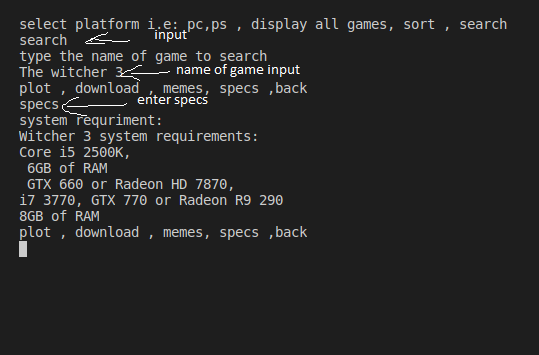 select platform i.e: pc,ps , display all games, sort , search
search input
type the name of game to search
The witcher 3 name of game input
plot , download , memes, specs ,back
specs enter specs
system requriment:
Witcher 3 system requirements:
Core i5 2500K,
6GB of RAM
GTX 660 or Radeon HD 7870,
i7 3770, GTX 770 or Radeon R9 290
8GB of RAM
plot , download , memes, specs ,back